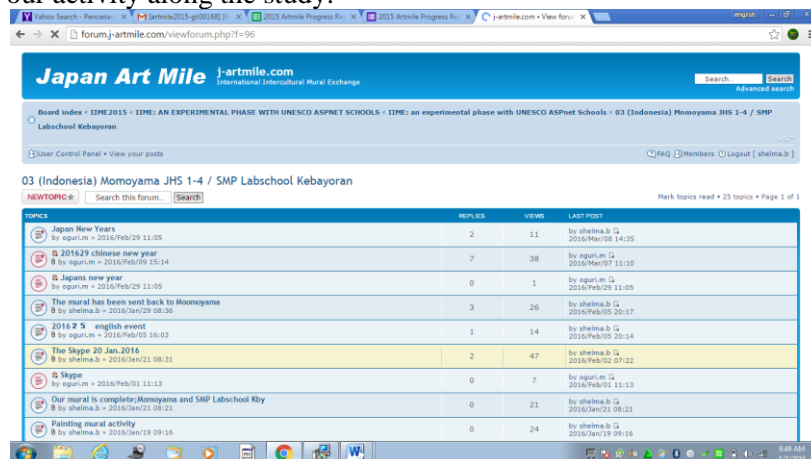 our activity along the study.
Yahoo Search - Pencarian
[artmile2015-gl00168] [F
2015 Artmile Progress Re
2015 Artmile Progress Re
j-artmile.com • View foru
english
forum.j-artmile.com/viewforum.php?f=96
Japan Art Mile
j-artmile.com
International Intercultural Mural Exchange
Search...
Search
Advanced search
Board index ‹ IIME2015 ‹ IIME: AN EXPERIMENTAL PHASE WITH UNESCO ASPNET SCHOOLS ‹ IIME: an experimental phase with UNESCO ASPnet Schools ‹ 03 (Indonesia) Momoyama JHS 1-4 / SMP
Labschool Kebayoran
User Control Panel • View your posts
FAQ Members Logout [ shelma.b ]
03 (Indonesia) Momoyama JHS 1-4 / SMP Labschool Kebayoran
NEWTOPIC
Search this forum...
Search
Mark topics read • 25 topics • Page 1 of 1
TOPICS REPLIES VIEWS LAST POST
Japan New Years 2 11 by shelma.b
by oguri.m » 2016/Feb/29 11:05 2016/Mar/08 14:35
201629 chinese new year 7 38 by oguri.m
by oguri.m » 2016/Feb/09 15:14 2016/Mar/07 11:10
Japans new year 0 1 by oguri.m
by oguri.m » 2016/Feb/29 11:05 2016/Feb/29 11:05
The mural has been sent back to Moomoyama 3 26 by shelma.b
by shelma.b » 2016/Jan/29 08:36 2016/Feb/05 20:17
2016２５ english event 1 14 by shelma.b
by oguri.m » 2016/Feb/05 16:03 2016/Feb/05 20:14
The Skype 20 Jan.2016 2 47 by shelma.b
by shelma.b » 2016/Jan/21 08:31 2016/Feb/02 07:22
Skype 0 7 by oguri.m
by oguri.m » 2016/Feb/01 11:13 2016/Feb/01 11:13
Our mural is complete;Momoyama and SMP Labschool Kby 0 21 by shelma.b
by shelma.b » 2016/Jan/21 08:21 2016/Jan/21 08:21
Painting mural activity 0 24 by shelma.b
by shelma.b » 2016/Jan/19 09:16 2016/Jan/19 09:16
8:49 AM